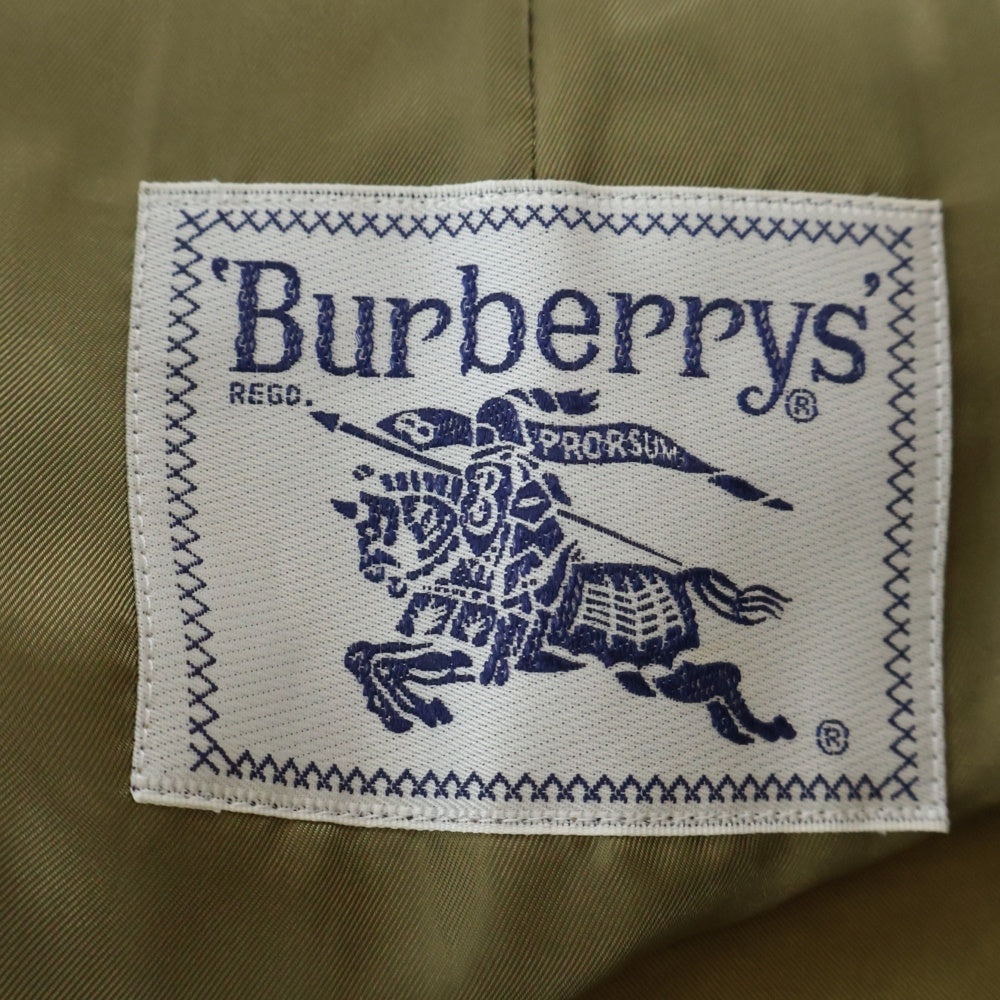 'Burberrys'
REGD. ®
B PRORSUM
B
®